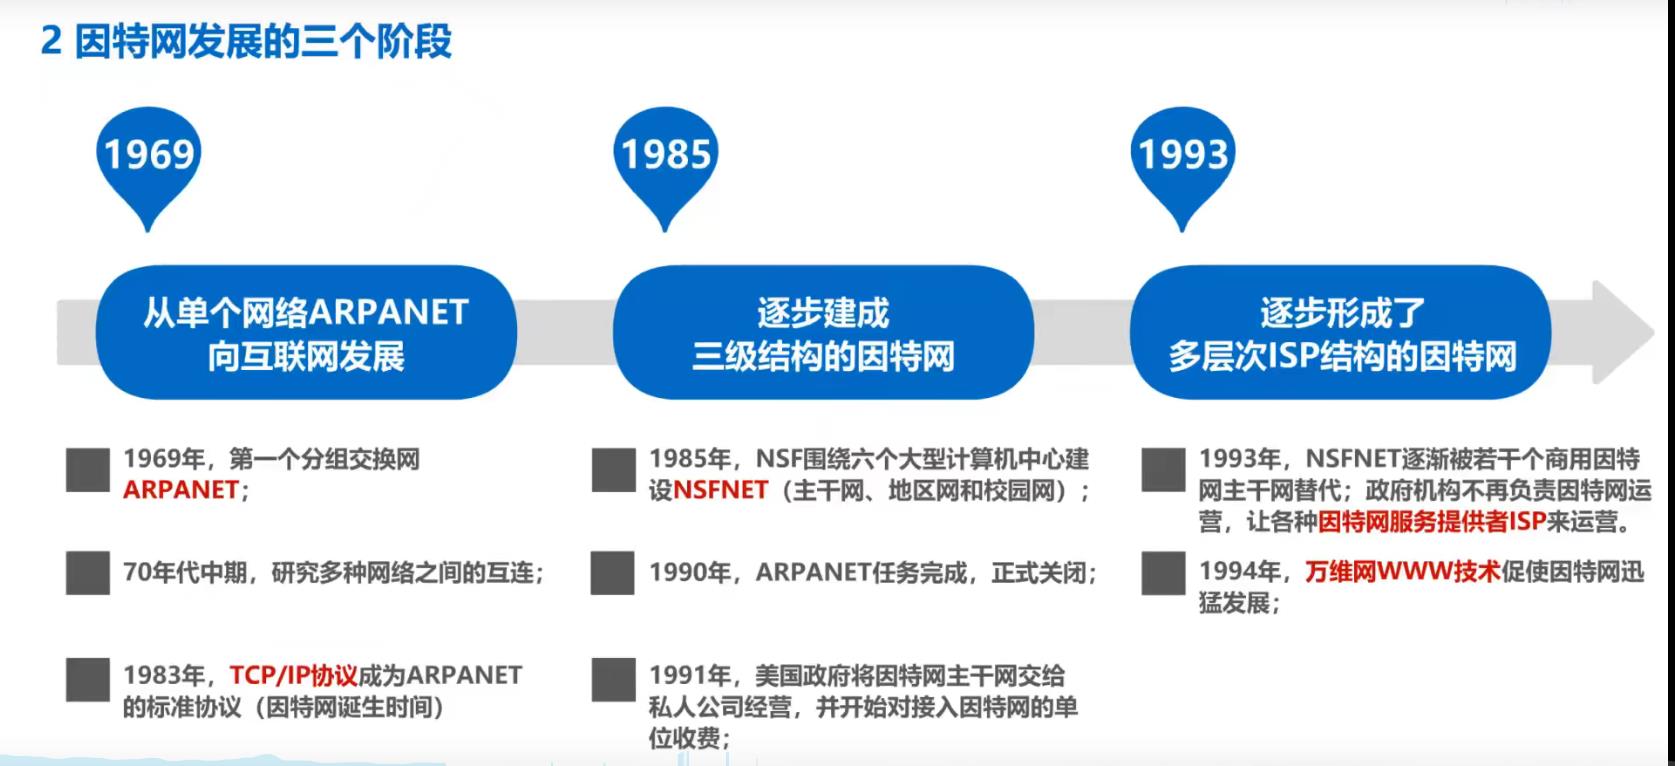 2 因特网发展的三个阶段
1969
1985
1993
从单个网络ARPANET
向互联网发展
逐步建成
三级结构的因特网
逐步形成了
多层次ISP结构的因特网
1969年，第一个分组交换网
ARPANET；
70年代中期，研究多种网络之间的互连；
1983年，TCP/IP协议成为ARPANET
的标准协议（因特网诞生时间）
1985年，NSF围绕六个大型计算机中心建
设NSFNET（主干网、地区网和校园网）；
1990年，ARPANET任务完成，正式关闭；
1991年，美国政府将因特网主干网交给
私人公司经营，并开始对接入因特网的单
位收费；
1993年，NSFNET逐渐被若干个商用因特
网主干网替代；政府机构不再负责因特网运
营，让各种因特网服务提供者ISP来运营。
1994年，万维网WWW技术促使因特网迅
猛发展；